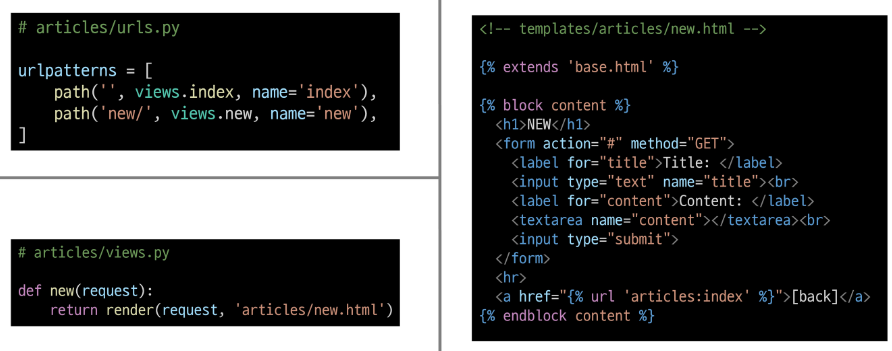 # articles/urls.py
urlpatterns = [
    path('', views.index, name='index'),
    path('new/', views.new, name='new'),
]
# articles/views.py
def new(request):
    return render(request, 'articles/new.html')
<!-- templates/articles/new.html -->
{% extends 'base.html' %}
{% block content %}
  <h1>NEW</h1>
  <form action="#" method="GET">
    <label for="title">Title: </label>
    <input type="text" name="title"><br>
    <label for="content">Content: </label>
    <textarea name="content"></textarea><br>
    <input type="submit">
  </form>
  <hr>
  <a href="{% url 'articles:index' %}">[back]</a>
{% endblock content %}